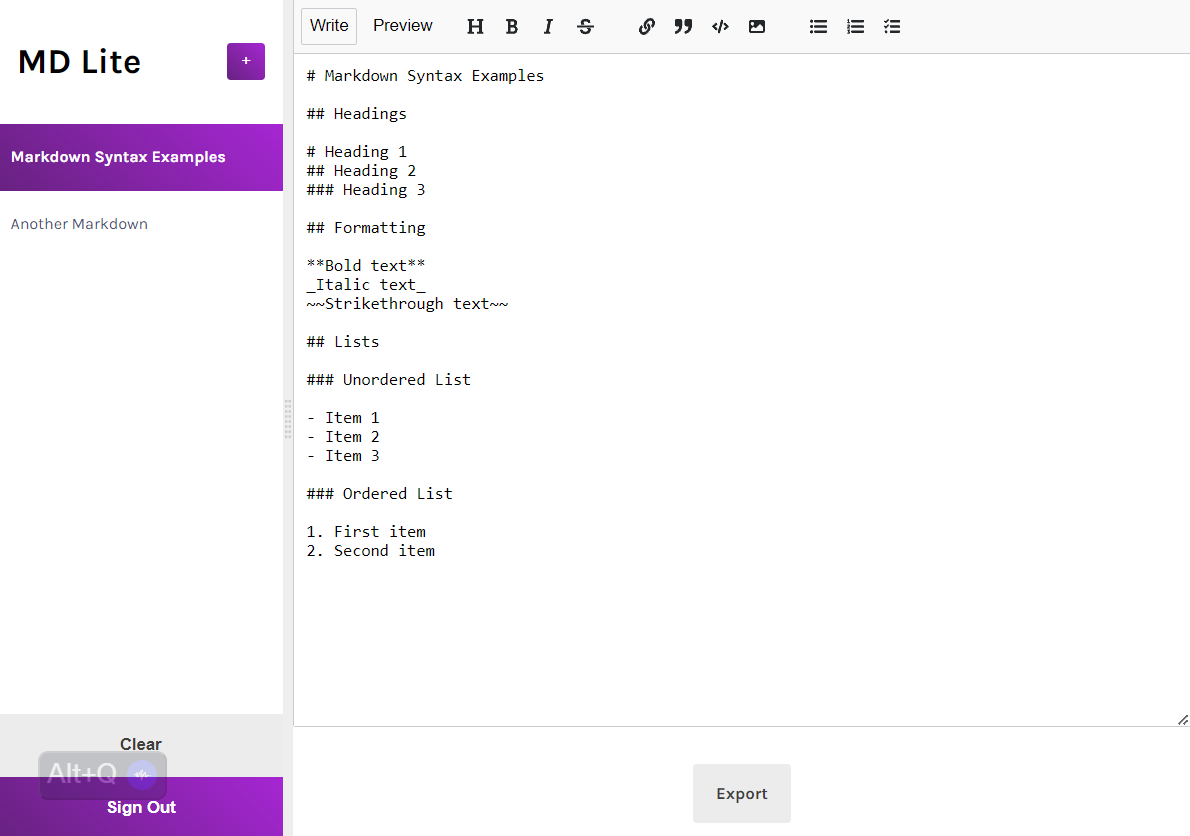 MD Lite
+
Markdown Syntax Examples
Another Markdown
Clear
Alt+Q
Sign Out
Write Preview H B I S
# Markdown Syntax Examples
## Headings
# Heading 1
## Heading 2
### Heading 3
## Formatting
**Bold text**
_Italic text_
~~Strikethrough text~~
## Lists
### Unordered List
- Item 1
- Item 2
- Item 3
### Ordered List
1. First item
2. Second item
Export